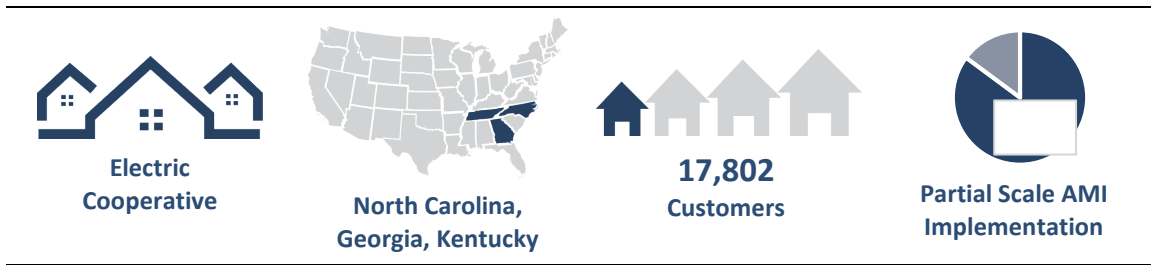 Electric
Cooperative
North Carolina,
Georgia, Kentucky
17,802
Customers
Partial Scale AMI
Implementation